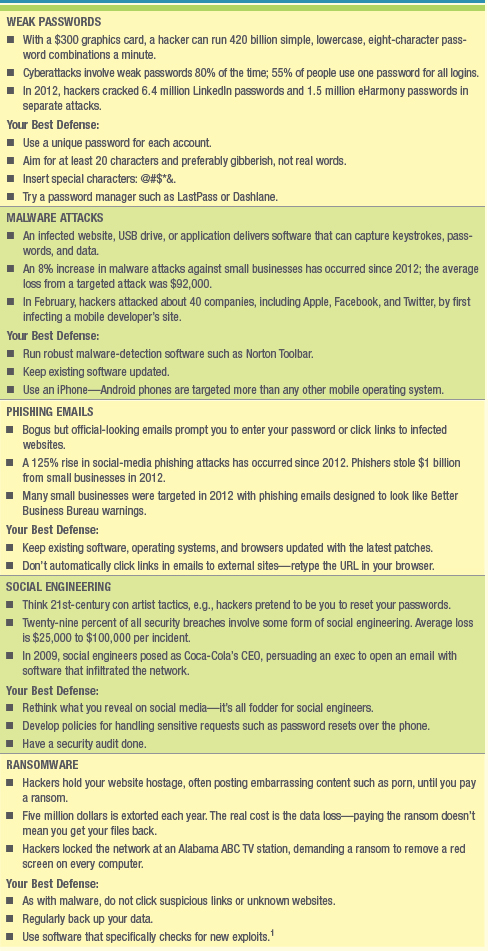 WEAK PASSWORDS
■ With a $300 graphics card, a hacker can run 420 billion simple, lowercase, eight-character pass-
word combinations a minute.
■ Cyberattacks involve weak passwords 80% of the time; 55% of people use one password for all logins.
■ In 2012, hackers cracked 6.4 million LinkedIn passwords and 1.5 million eHarmony passwords in
separate attacks.
Your Best Defense:
■ Use a unique password for each account.
■ Aim for at least 20 characters and preferably gibberish, not real words.
■ Insert special characters: @#$*&.
■ Try a password manager such as LastPass or Dashlane.
MALWARE ATTACKS
■ An infected website, USB drive, or application delivers software that can capture keystrokes, pass-
words, and data.
■ An 8% increase in malware attacks against small businesses has occurred since 2012; the average
loss from a targeted attack was $92,000.
■ In February, hackers attacked about 40 companies, including Apple, Facebook, and Twitter, by first
infecting a mobile developer's site.
Your Best Defense:
■ Run robust malware-detection software such as Norton Toolbar.
■ Keep existing software updated.
■ Use an iPhone—Android phones are targeted more than any other mobile operating system.
PHISHING EMAILS
■ Bogus but official-looking emails prompt you to enter your password or click links to infected
websites.
■ A 125% rise in social-media phishing attacks has occurred since 2012. Phishers stole $1 billion
from small businesses in 2012.
■ Many small businesses were targeted in 2012 with phishing emails designed to look like Better
Business Bureau warnings.
Your Best Defense:
■ Keep existing software, operating systems, and browsers updated with the latest patches.
■ Don't automatically click links in emails to external sites—retype the URL in your browser.
SOCIAL ENGINEERING
■ Think 21st-century con artist tactics, e.g., hackers pretend to be you to reset your passwords.
■ Twenty-nine percent of all security breaches involve some form of social engineering. Average loss
is $25,000 to $100,000 per incident.
■ In 2009, social engineers posed as Coca-Cola's CEO, persuading an exec to open an email with
software that infiltrated the network.
Your Best Defense:
■ Rethink what you reveal on social media—it's all fodder for social engineers.
■ Develop policies for handling sensitive requests such as password resets over the phone.
■ Have a security audit done.
RANSOMWARE
■ Hackers hold your website hostage, often posting embarrassing content such as porn, until you pay
a ransom.
■ Five million dollars is extorted each year. The real cost is the data loss—paying the ransom doesn't
mean you get your files back.
■ Hackers locked the network at an Alabama ABC TV station, demanding a ransom to remove a red
screen on every computer.
Your Best Defense:
■ As with malware, do not click suspicious links or unknown websites.
■ Regularly back up your data.
■ Use software that specifically checks for new exploits.¹